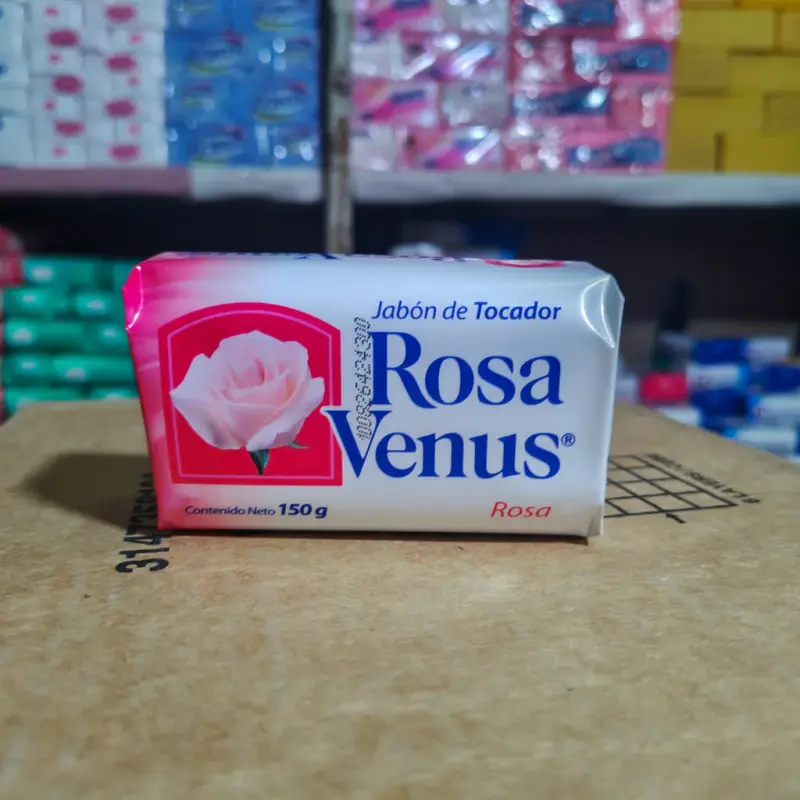 Jabón de Tocador
Rosa
Venus®
Contenido Neto 150 g
Rosa